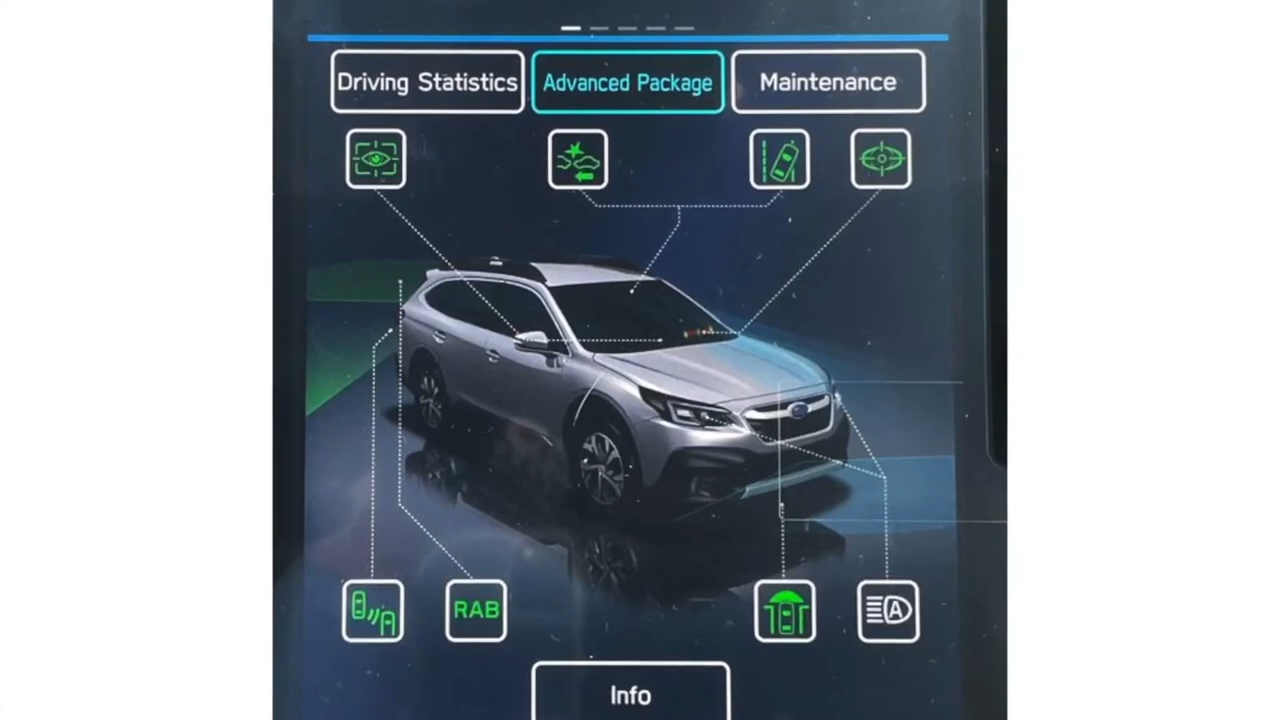 Driving Statistics
Advanced Package
Maintenance
RAB
A
Info